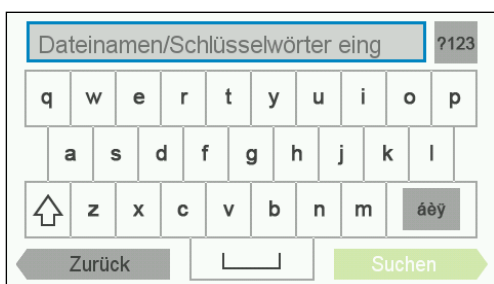 Dateinamen/Schlüsselwörter eing ?123
q w e r t y u i o p
a s d f g h j k l
z x c v b n m áèÿ
Zurück Suchen